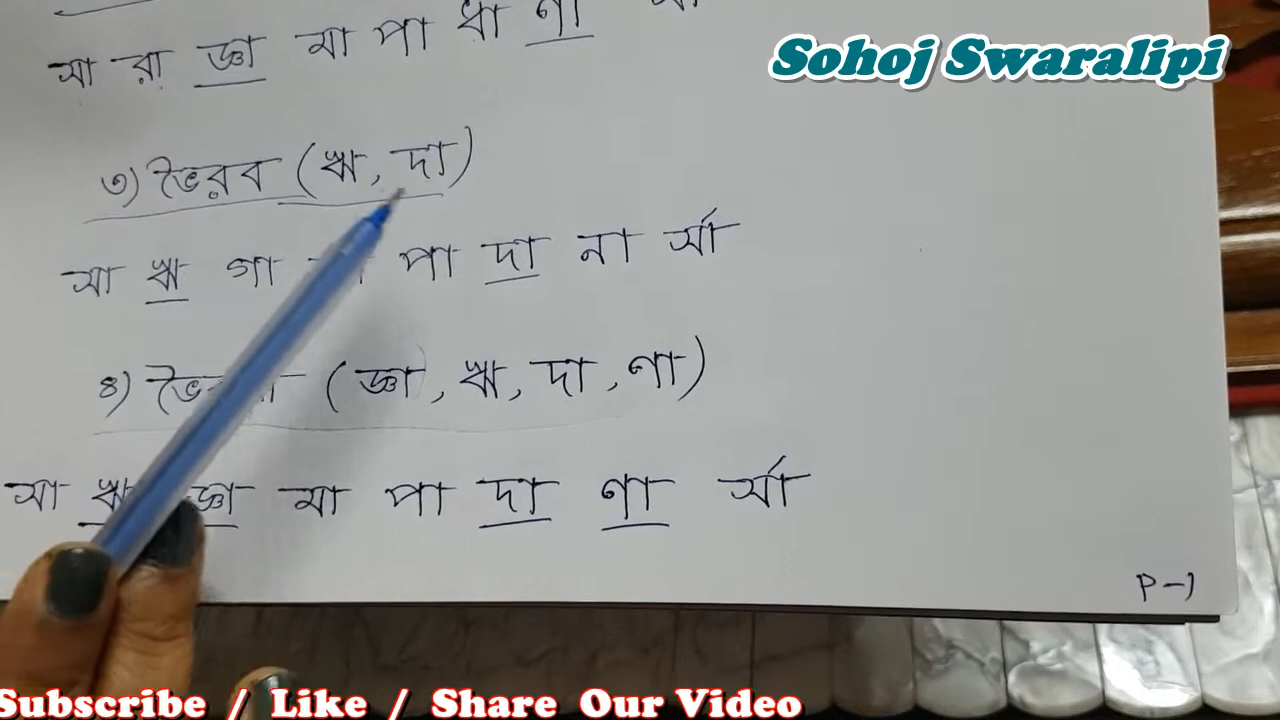 সা রা জ্ঞা মা পা ধা ণা
Sohoj Swaralipi
৩) ভৈরব (ঋ, দা)
সা ঋ গা পা দা না র্সা
৪) (জ্ঞা, ঋ, দা, ণা)
সা ঋ জ্ঞা মা পা দা ণা র্সা
P-1
Subscribe / Like / Share Our Video